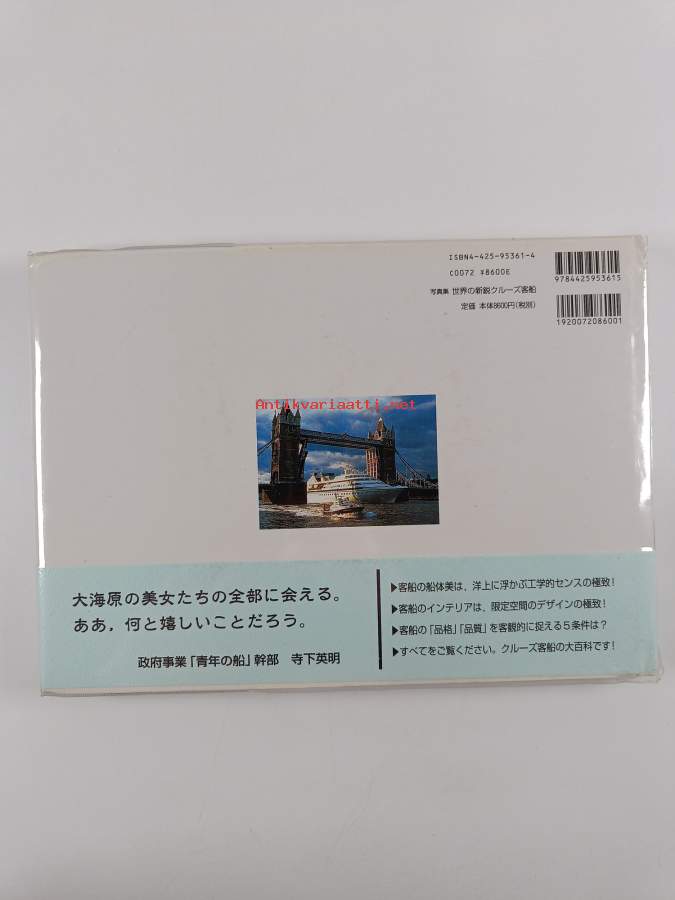 ISBN4-425-95361-4
C0072 ¥8600E
写真集 世界の新鋭クルーズ客船
定価 本体8600円(税別)
9784425953615
1920072086001
Antikvariaatti.net
大海原の美女たちの全部に会える。
ああ，何と嬉しいことだろう。
政府事業「青年の船」幹部 寺下英明
▶客船の船体美は、洋上に浮かぶ工学的センスの極致！
▶客船のインテリアは、限定空間のデザインの極致！
▶客船の「品格」「品質」を客観的に捉える5条件は？
▶すべてをご覧ください。クルーズ客船の大百科です！